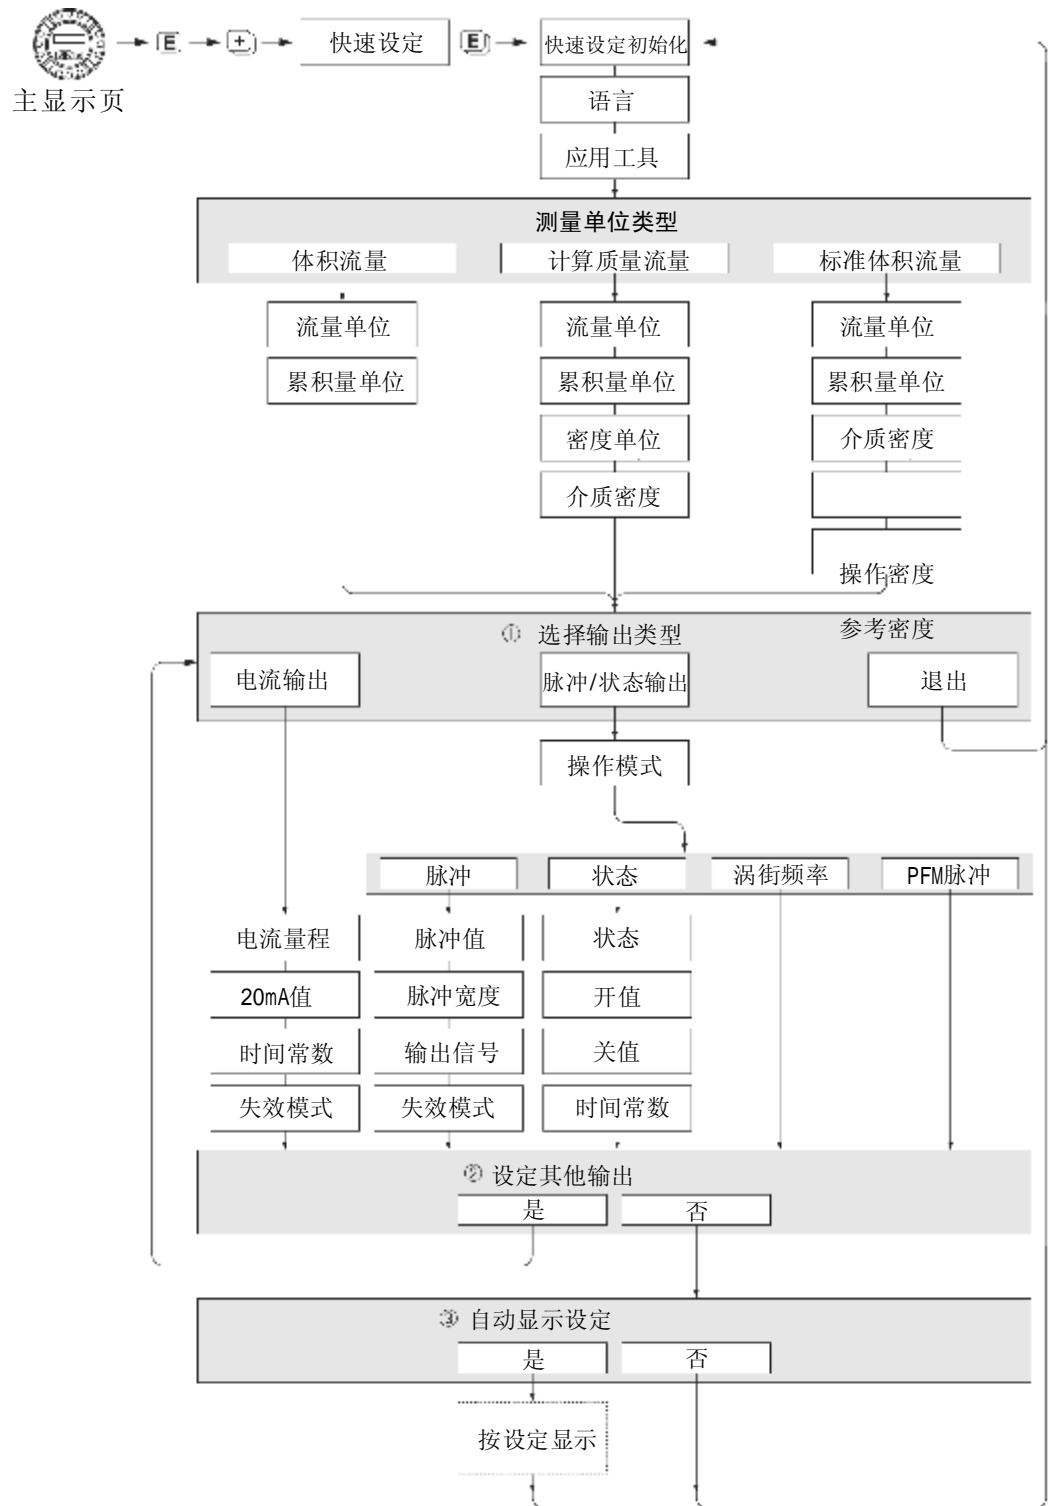 E + 快速设定 E 快速设定初始化
主显示页
语言
应用工具
测量单位类型
体积流量 计算质量流量 标准体积流量
流量单位 流量单位 流量单位
累积量单位 累积量单位 累积量单位
密度单位 介质密度
介质密度
操作密度
① 选择输出类型 参考密度
电流输出 脉冲/状态输出 退出
操作模式
脉冲 状态 涡街频率 PFM脉冲
电流量程 脉冲值 状态
20mA值 脉冲宽度 开值
时间常数 输出信号 关值
失效模式 失效模式 时间常数
② 设定其他输出
是 否
③ 自动显示设定
是 否
按设定显示